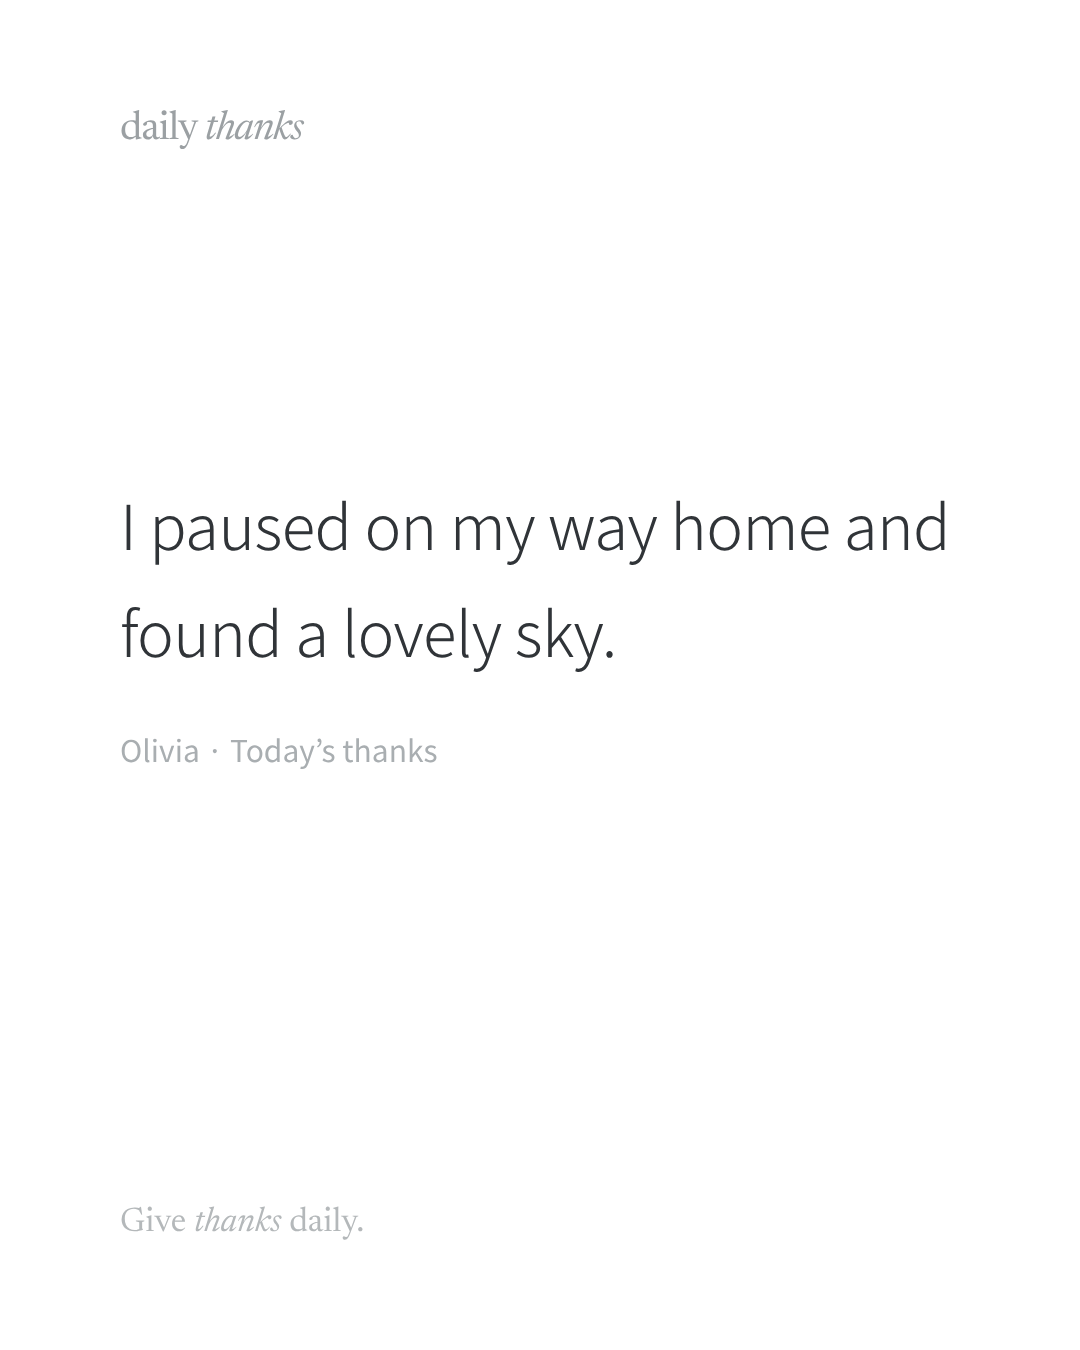 daily thanks
I paused on my way home and
found a lovely sky.
Olivia · Today’s thanks
Give thanks daily.